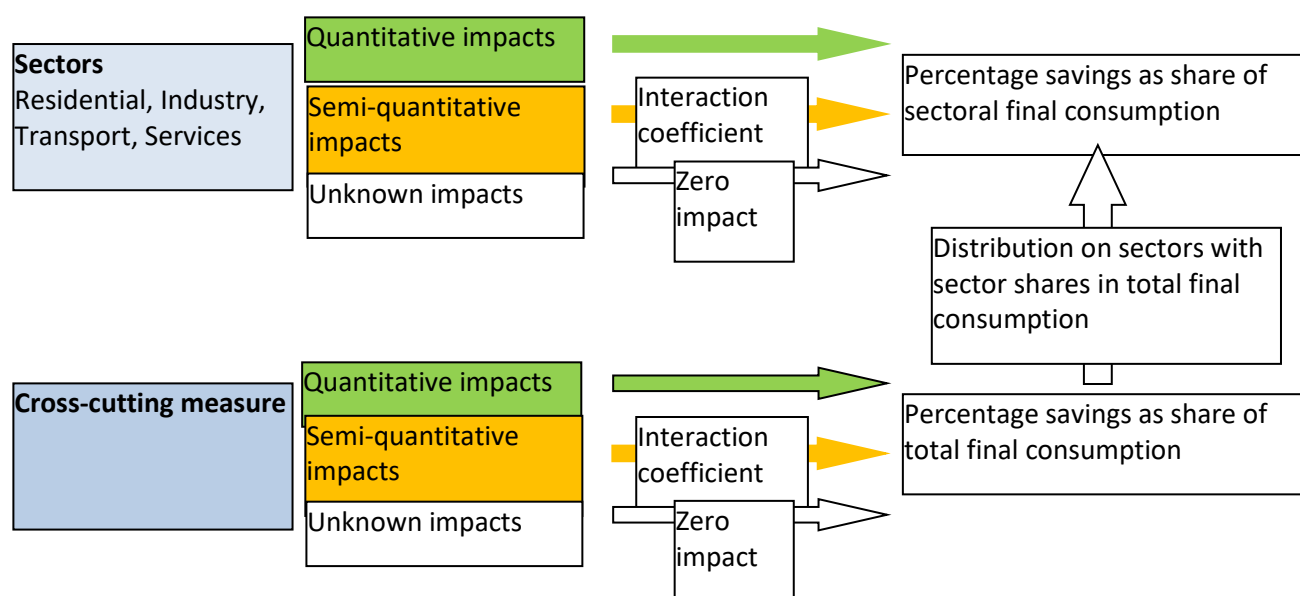 Sectors
Residential, Industry,
Transport, Services
Quantitative impacts
Semi-quantitative
impacts
Unknown impacts
Interaction
coefficient
Zero
impact
Percentage savings as share of
sectoral final consumption
Distribution on sectors with
sector shares in total final
consumption
Cross-cutting measure
Quantitative impacts
Semi-quantitative
impacts
Unknown impacts
Interaction
coefficient
Zero
impact
Percentage savings as share of
total final consumption